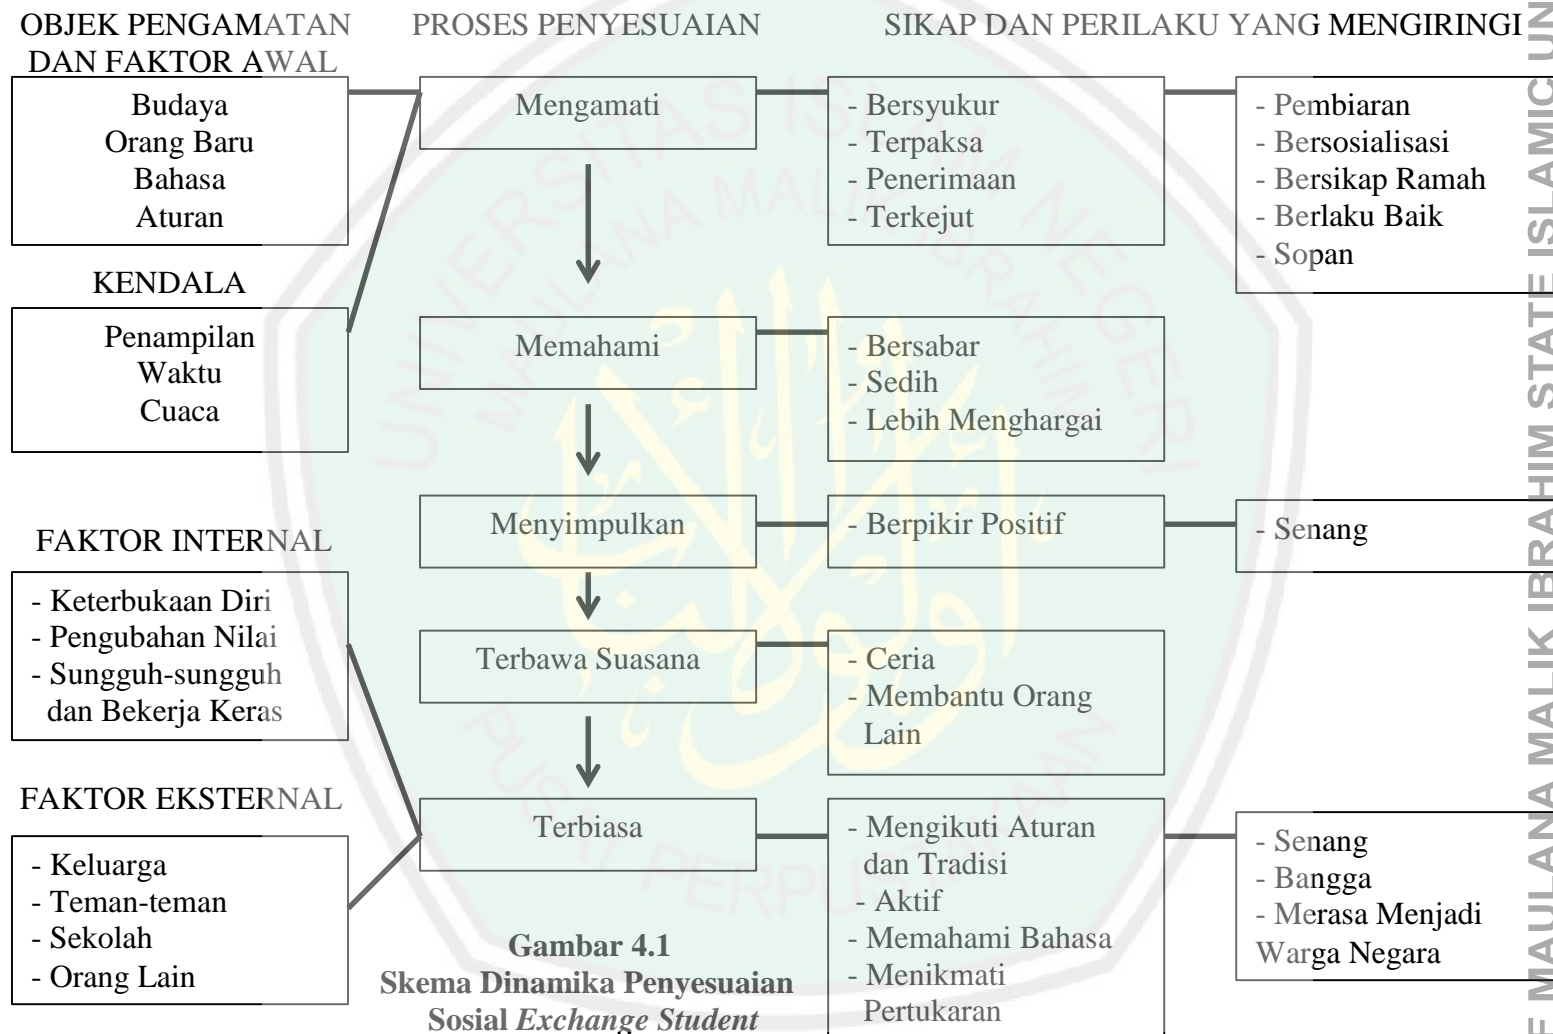 OBJEK PENGAMATAN
DAN FAKTOR AWAL
Budaya
Orang Baru
Bahasa
Aturan
KENDALA
Penampilan
Waktu
Cuaca
FAKTOR INTERNAL
- Keterbukaan Diri
- Pengubahan Nilai
- Sungguh-sungguh
dan Bekerja Keras
FAKTOR EKSTERNAL
- Keluarga
- Teman-teman
- Sekolah
- Orang Lain
PROSES PENYESUAIAN
Mengamati
Memahami
Menyimpulkan
Terbawa Suasana
Terbiasa
Gambar 4.1
Skema Dinamika Penyesuaian
Sosial Exchange Student
SIKAP DAN PERILAKU YANG MENGIRINGI
- Bersyukur
- Terpaksa
- Penerimaan
- Terkejut
- Pembiaran
- Bersosialisasi
- Bersikap Ramah
- Berlaku Baik
- Sopan
- Bersabar
- Sedih
- Lebih Menghargai
- Berpikir Positif
- Senang
- Ceria
- Membantu Orang
Lain
- Mengikuti Aturan
dan Tradisi
- Aktif
- Memahami Bahasa
- Menikmati
Pertukaran
- Senang
- Bangga
- Merasa Menjadi
Warga Negara
UNIVERSITAS ISLAM NEGERI
MAULANA MALIK IBRAHIM
PUSAT PERPUSTAKAAN
MAULANA MALIK IBRAHIM STATE ISLAMIC UN